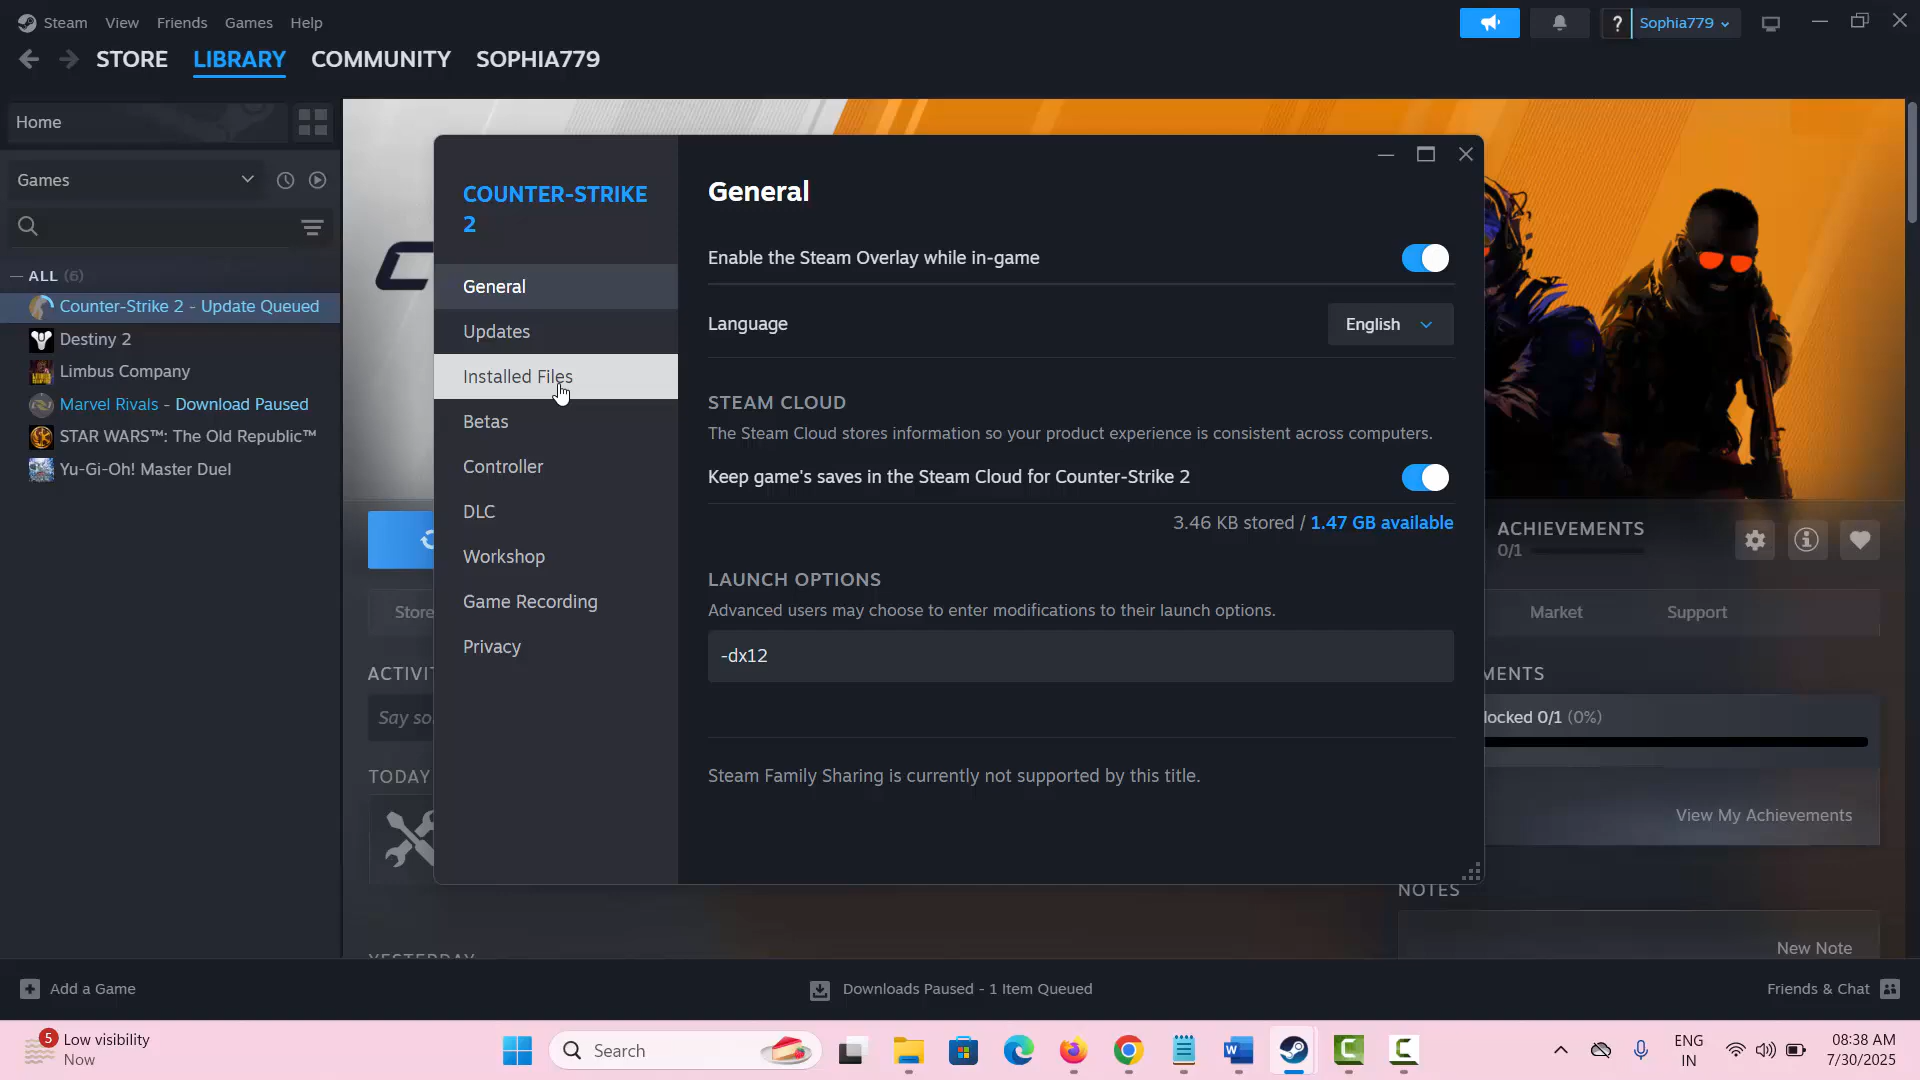 Steam View Friends Games Help
? Sophia779
STORE LIBRARY COMMUNITY SOPHIA779
Home
Games
— ALL (6)
Counter-Strike 2 - Update Queued
Destiny 2
Limbus Company
Marvel Rivals - Download Paused
STAR WARS™: The Old Republic™
Yu-Gi-Oh! Master Duel
COUNTER-STRIKE
2
General
Updates
Installed Files
Betas
Controller
DLC
Workshop
Game Recording
Privacy
General
Enable the Steam Overlay while in-game
Language English
STEAM CLOUD
The Steam Cloud stores information so your product experience is consistent across computers.
Keep game's saves in the Steam Cloud for Counter-Strike 2
3.46 KB stored / 1.47 GB available
LAUNCH OPTIONS
Advanced users may choose to enter modifications to their launch options.
-dx12
Steam Family Sharing is currently not supported by this title.
ACHIEVEMENTS
0/1
Store
Market Support
ACTIVIT
Say so
TODAY
YESTERDAY
MENTS
locked 0/1 (0%)
View My Achievements
NOTES
New Note
Add a Game
Downloads Paused - 1 Item Queued
Friends & Chat
5
Low visibility
Now
Search
ENG
IN
08:38 AM
7/30/2025